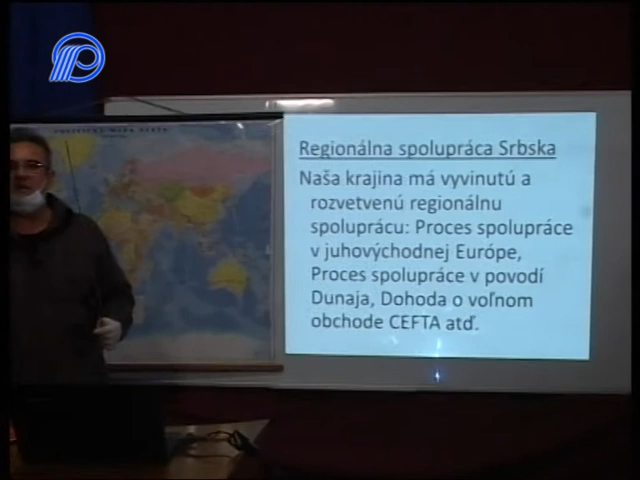 Regionálna spolupráca Srbska
Naša krajina má vyvinutú a
rozvetvenú regionálnu
spoluprácu: Proces spolupráce
v juhovýchodnej Európe,
Proces spolupráce v povodí
Dunaja, Dohoda o voľnom
obchode CEFTA atď.